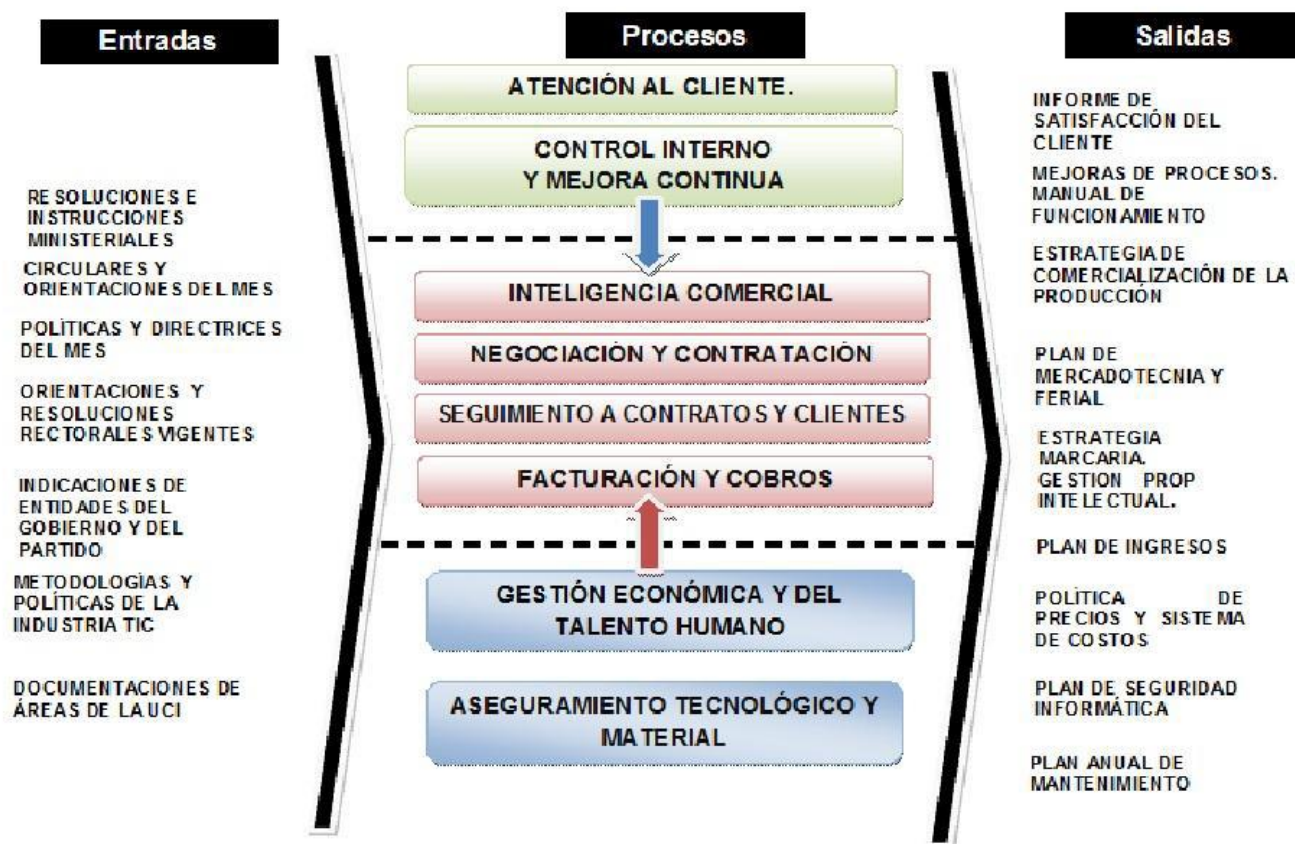 Entradas
RESOLUCIONES E
INSTRUCCIONES
MINISTERIALES
CIRCULARES Y
ORIENTACIONES DEL MES
POLÍTICAS Y DIRECTRICES
DEL MES
ORIENTACIONES Y
RESOLUCIONES
RECTORALES VIGENTES
INDICACIONES DE
ENTIDADES DEL
GOBIERNO Y DEL
PARTIDO
METODOLOGÍAS Y
POLÍTICAS DE LA
INDUSTRIA TIC
DOCUMENTACIONES DE
ÁREAS DE LA UCI
Procesos
ATENCIÓN AL CLIENTE.
CONTROL INTERNO
Y MEJORA CONTINUA
INTELIGENCIA COMERCIAL
NEGOCIACIÓN Y CONTRATACIÓN
SEGUIMIENTO A CONTRATOS Y CLIENTES
FACTURACIÓN Y COBROS
GESTIÓN ECONÓMICA Y DEL
TALENTO HUMANO
ASEGURAMIENTO TECNOLÓGICO Y
MATERIAL
Salidas
INFORME DE
SATISFACCIÓN DEL
CLIENTE
MEJORAS DE PROCESOS.
MANUAL DE
FUNCIONAMIENTO
ESTRATEGIA DE
COMERCIALIZACIÓN DE LA
PRODUCCIÓN
PLAN DE
MERCADOTECNIA Y
FERIAL
ESTRATEGIA
MARCARIA.
GESTION PROP
INTELECTUAL.
PLAN DE INGRESOS
POLÍTICA DE
PRECIOS Y SISTEMA
DE COSTOS
PLAN DE SEGURIDAD
INFORMÁTICA
PLAN ANUAL DE
MANTENIMIENTO